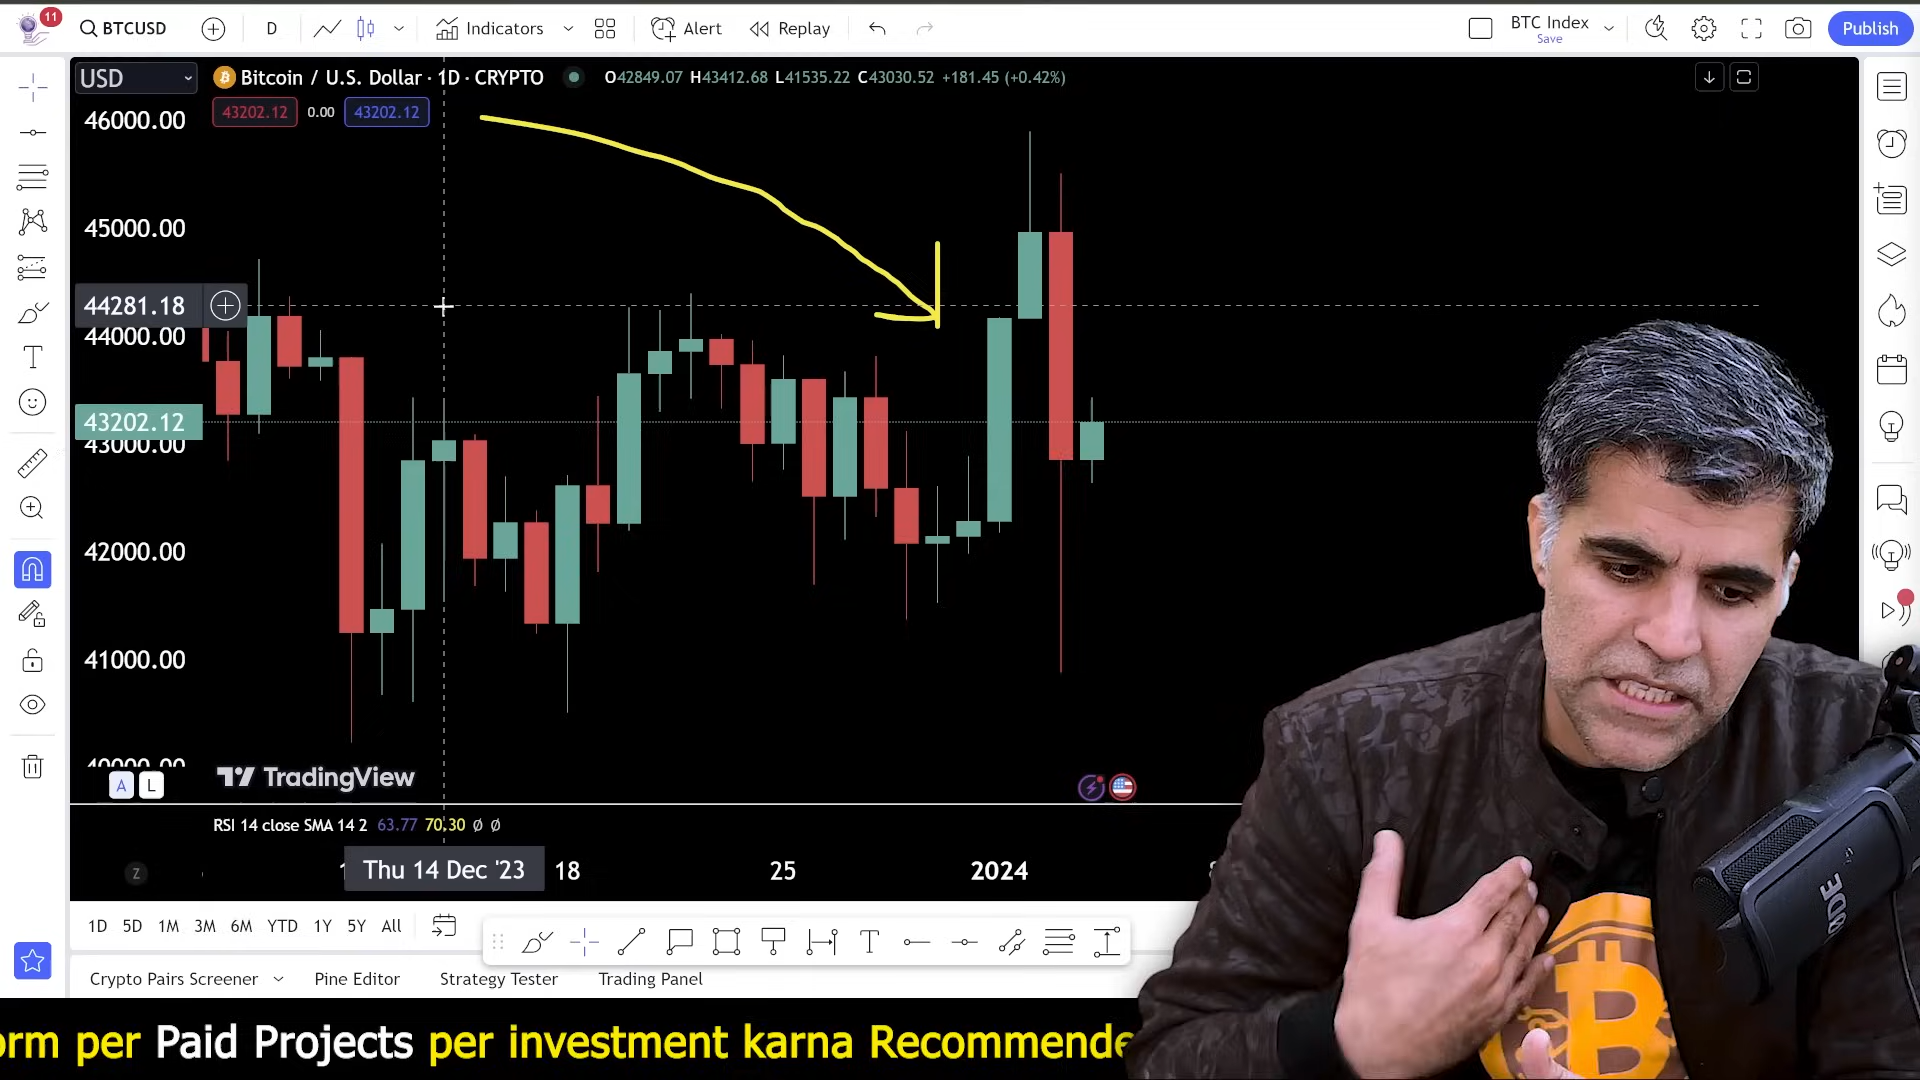 11
BTCUSD
D
Indicators
Alert
Replay
BTC Index
Save
Publish
USD
Bitcoin / U.S. Dollar · 1D · CRYPTO
O42849.07 H43412.68 L41535.22 C43030.52 +181.45 (+0.42%)
43202.12 0.00 43202.12
46000.00
45000.00
44281.18
44000.00
43202.12
43000.00
42000.00
41000.00
40000.00
A L
TradingView
RSI 14 close SMA 14 2 63.77 70.30 Ø Ø
Z
Thu 14 Dec '23
18
25
2024
1D 5D 1M 3M 6M YTD 1Y 5Y All
Crypto Pairs Screener
Pine Editor
Strategy Tester
Trading Panel
per Paid Projects per investment karna